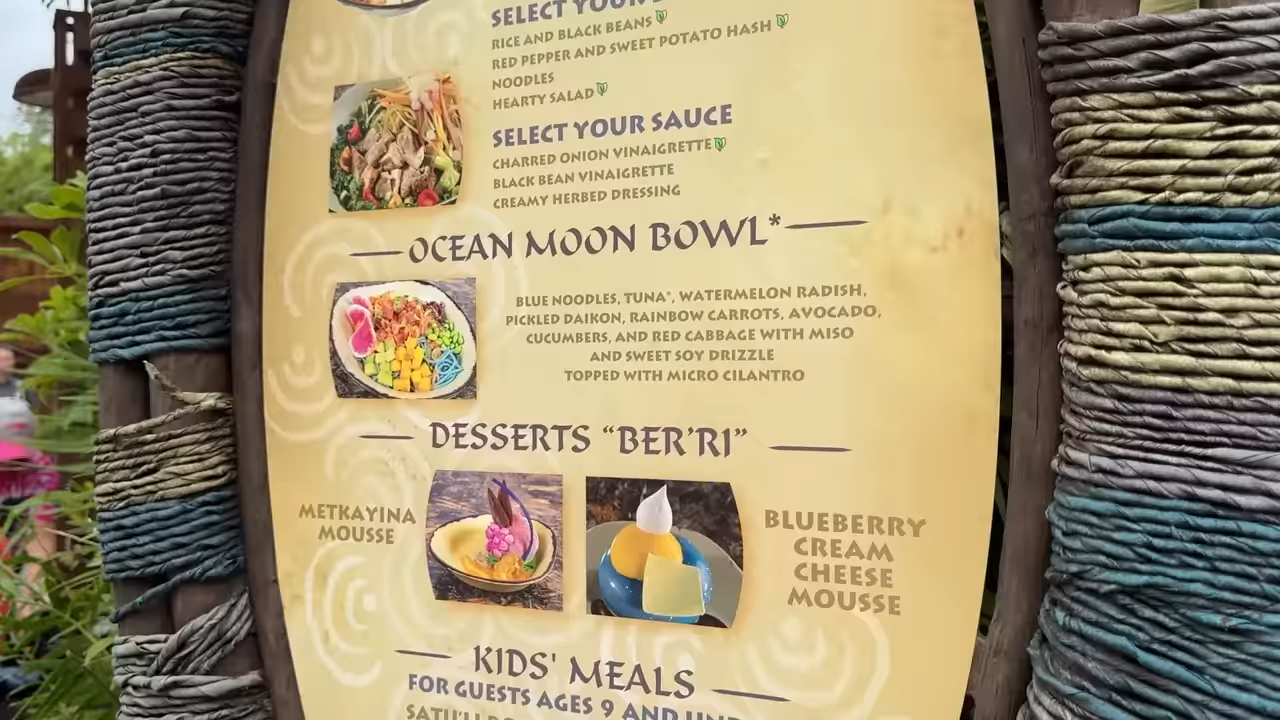 SELECT YOUR
RICE AND BLACK BEANS
RED PEPPER AND SWEET POTATO HASH
NOODLES
HEARTY SALAD
SELECT YOUR SAUCE
CHARRED ONION VINAIGRETTE
BLACK BEAN VINAIGRETTE
CREAMY HERBED DRESSING
OCEAN MOON BOWL*
BLUE NOODLES, TUNA*, WATERMELON RADISH,
PICKLED DAIKON, RAINBOW CARROTS, AVOCADO,
CUCUMBERS, AND RED CABBAGE WITH MISO
AND SWEET SOY DRIZZLE
TOPPED WITH MICRO CILANTRO
DESSERTS “BER'RI”
METKAYINA
MOUSSE
BLUEBERRY
CREAM
CHEESE
MOUSSE
KIDS' MEALS
FOR GUESTS AGES 9 AND